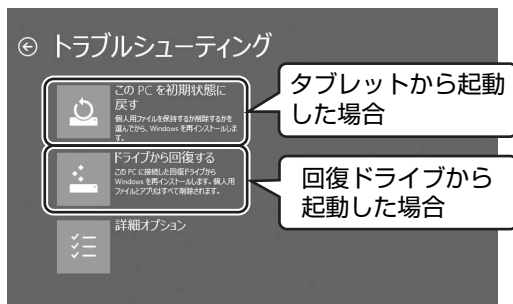 トラブルシューティング
この PC を初期状態に
戻す
個人用ファイルを保持するか削除するかを
選んでから、Windows を再インストールしま
す。
タブレットから起動
した場合
ドライブから回復する
この PC に接続した回復ドライブから
Windows を再インストールします。個人用
ファイルとアプリはすべて削除されます。
回復ドライブから
起動した場合
詳細オプション